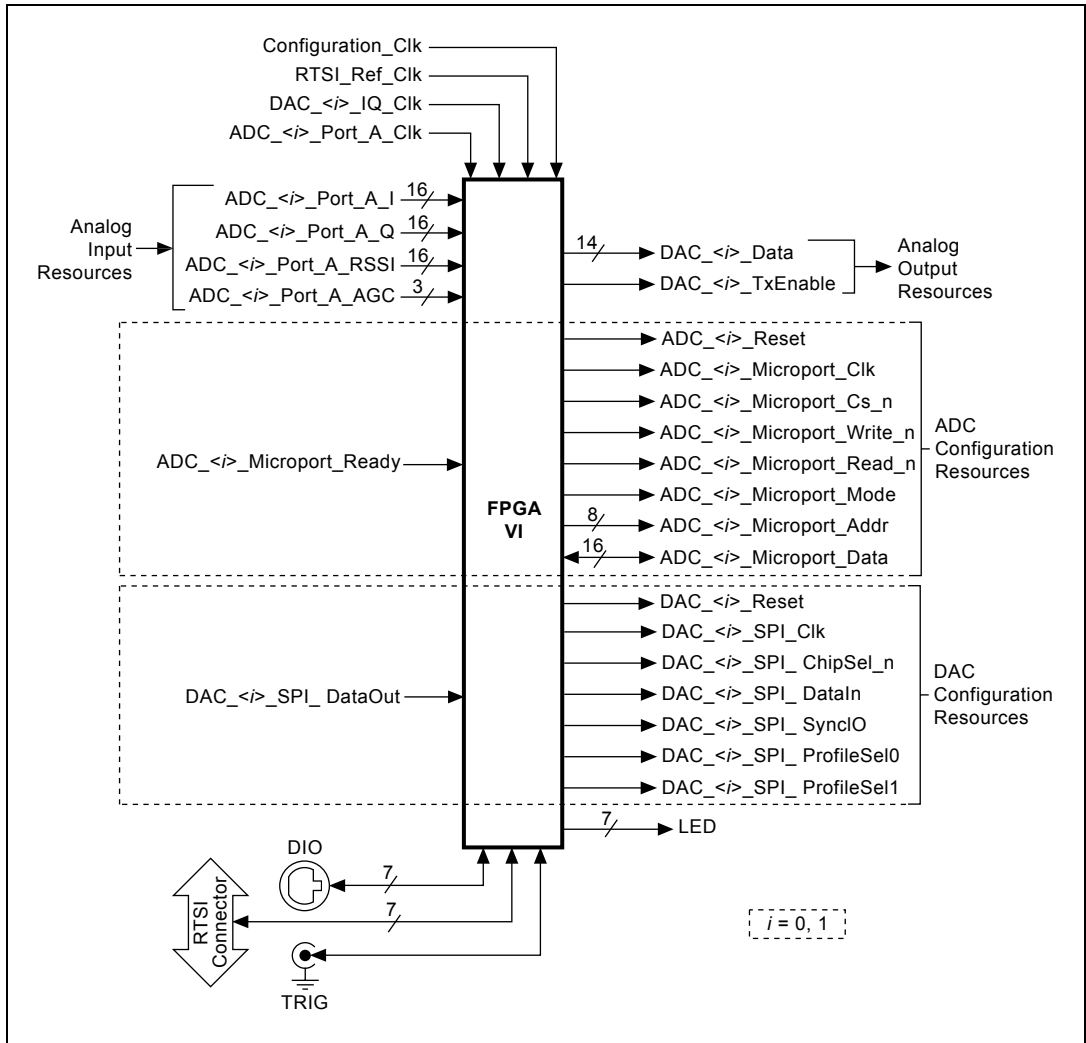 Configuration_Clk
RTSI_Ref_Clk
DAC_<i>_IQ_Clk
ADC_<i>_Port_A_Clk
Analog
Input
Resources
ADC_<i>_Port_A_I 16
ADC_<i>_Port_A_Q 16
ADC_<i>_Port_A_RSSI 16
ADC_<i>_Port_A_AGC 3
14 DAC_<i>_Data
DAC_<i>_TxEnable
Analog
Output
Resources
ADC_<i>_Microport_Ready
FPGA
VI
ADC_<i>_Reset
ADC_<i>_Microport_Clk
ADC_<i>_Microport_Cs_n
ADC_<i>_Microport_Write_n
ADC_<i>_Microport_Read_n
ADC_<i>_Microport_Mode
8 ADC_<i>_Microport_Addr
16 ADC_<i>_Microport_Data
ADC
Configuration
Resources
DAC_<i>_SPI_ DataOut
DAC_<i>_Reset
DAC_<i>_SPI_Clk
DAC_<i>_SPI_ ChipSel_n
DAC_<i>_SPI_ DataIn
DAC_<i>_SPI_ SyncIO
DAC_<i>_SPI_ ProfileSel0
DAC_<i>_SPI_ ProfileSel1
DAC
Configuration
Resources
7 LED
DIO
7
RTSI
Connector
7
TRIG
i = 0, 1